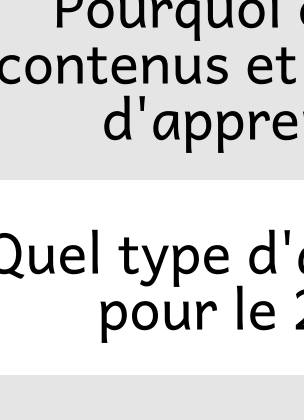 Pourquoi
contenus et
d'appre
Quel type d'
pour le 2